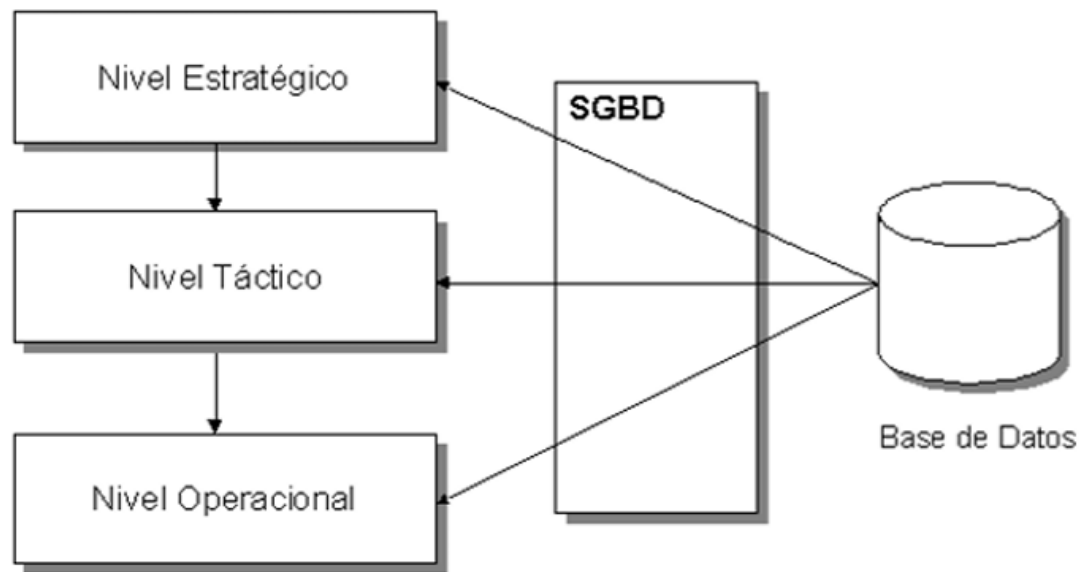 Nivel Estratégico
SGBD
Nivel Táctico
Base de Datos
Nivel Operacional